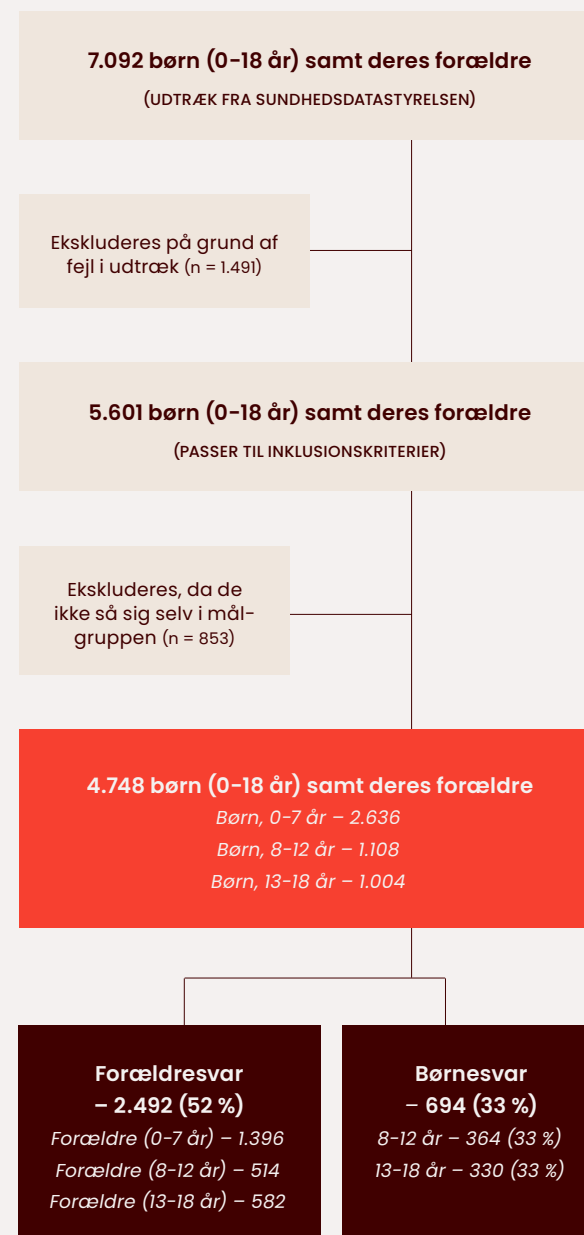 7.092 børn (0-18 år) samt deres forældre
(UDTRÆK FRA SUNDHEDSDATASTYRELSEN)
Ekskluderes på grund af
fejl i udtræk (n = 1.491)
5.601 børn (0-18 år) samt deres forældre
(PASSER TIL INKLUSIONSKRITERIER)
Ekskluderes, da de
ikke så sig selv i mål-
gruppen (n = 853)
4.748 børn (0-18 år) samt deres forældre
Børn, 0-7 år – 2.636
Børn, 8-12 år – 1.108
Børn, 13-18 år – 1.004
Forældresvar
– 2.492 (52 %)
Forældre (0-7 år) – 1.396
Forældre (8-12 år) – 514
Forældre (13-18 år) – 582
Børnesvar
– 694 (33 %)
8-12 år – 364 (33 %)
13-18 år – 330 (33 %)